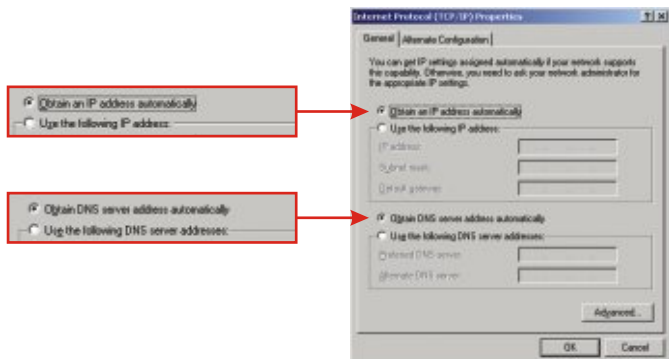 Obtain an IP address automatically
Use the following IP address:
Obtain DNS server address automatically
Use the following DNS server addresses:
Internet Protocol (TCP/IP) Properties
General
Alternate Configuration
You can get IP settings assigned automatically if your network supports
this capability. Otherwise, you need to ask your network administrator for
the appropriate IP settings.
Obtain an IP address automatically
Use the following IP address:
IP address:
Subnet mask:
Default gateway:
Obtain DNS server address automatically
Use the following DNS server addresses:
Preferred DNS server:
Alternate DNS server:
Advanced...
OK
Cancel